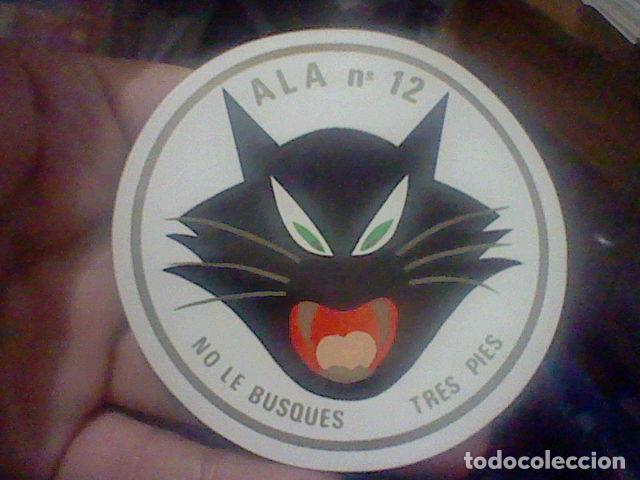 ALA nº 12
NO LE BUSQUES TRES PIES
todocoleccion